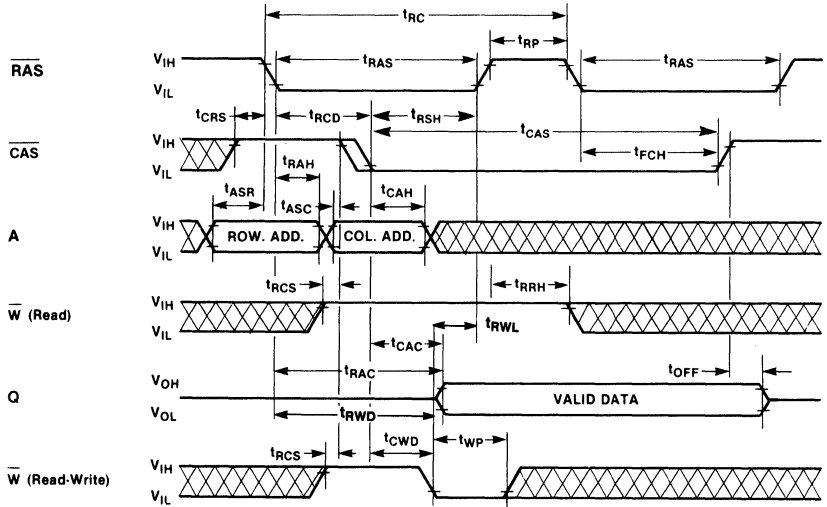 tRC
tRP
RAS
VIH
VIL
tRAS
tRAS
tCRS
tRCD
tRSH
tCAS
CAS
VIH
VIL
tRAH
tFCH
tASR
tASC
tCAH
A
VIH
VIL
ROW. ADD.
COL. ADD.
tRCS
tRRH
W (Read)
VIH
VIL
tRWL
tCAC
tRAC
tOFF
Q
VOH
VOL
VALID DATA
tRWD
tRCS
tCWD
tWP
W (Read-Write)
VIH
VIL